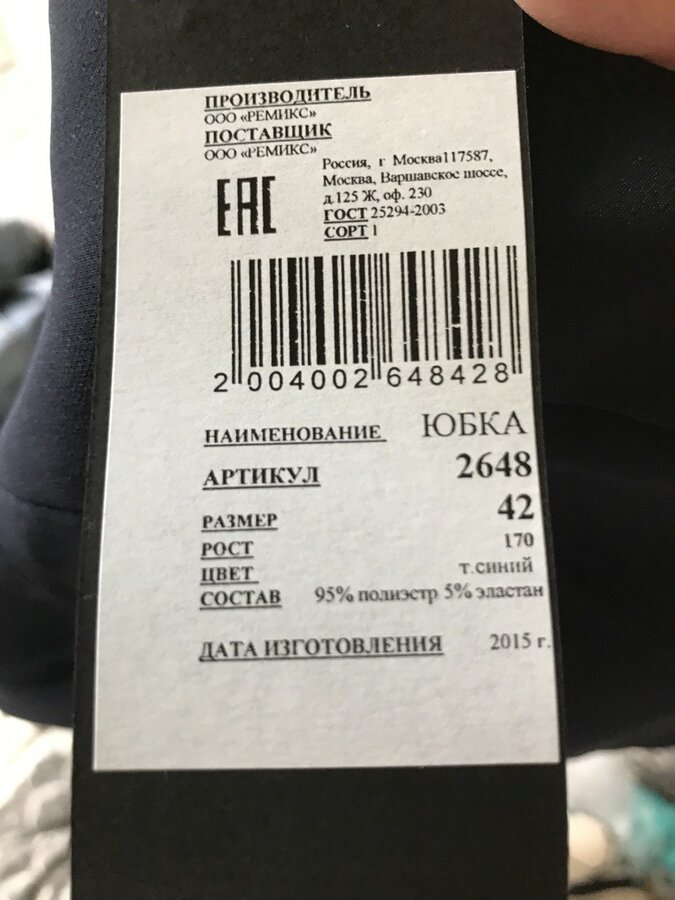 ПРОИЗВОДИТЕЛЬ
ООО «РЕМИКС»
ПОСТАВЩИК
ООО «РЕМИКС»
EAC
Россия, г Москва117587,
Москва, Варшавское шоссе,
д.125 Ж, оф. 230
ГОСТ 25294-2003
СОРТ 1
2 004002 648428
НАИМЕНОВАНИЕ ЮБКА
АРТИКУЛ 2648
РАЗМЕР 42
РОСТ 170
ЦВЕТ т.синий
СОСТАВ 95% полиэстр 5% эластан
ДАТА ИЗГОТОВЛЕНИЯ 2015 г.